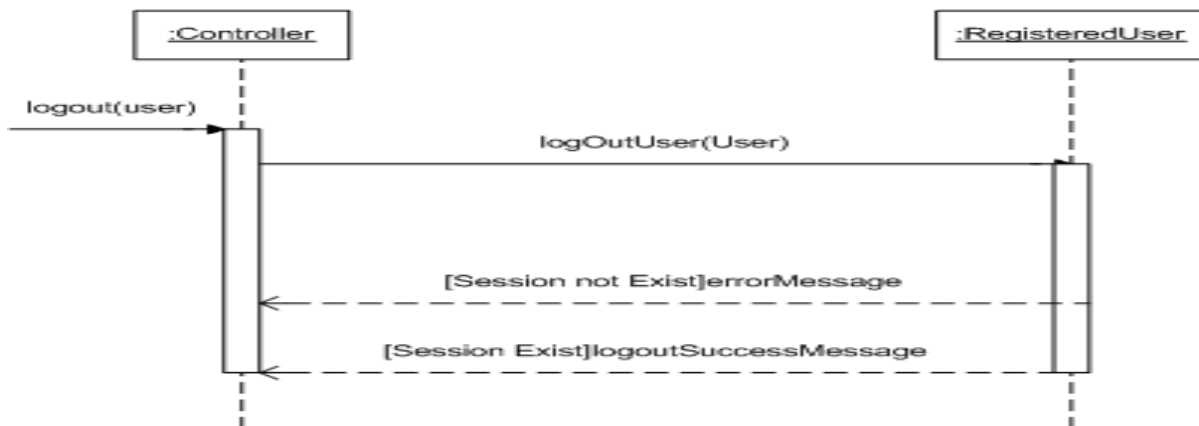 :Controller
:RegisteredUser
logout(user)
logOutUser(User)
[Session not Exist]errorMessage
[Session Exist]logoutSuccessMessage